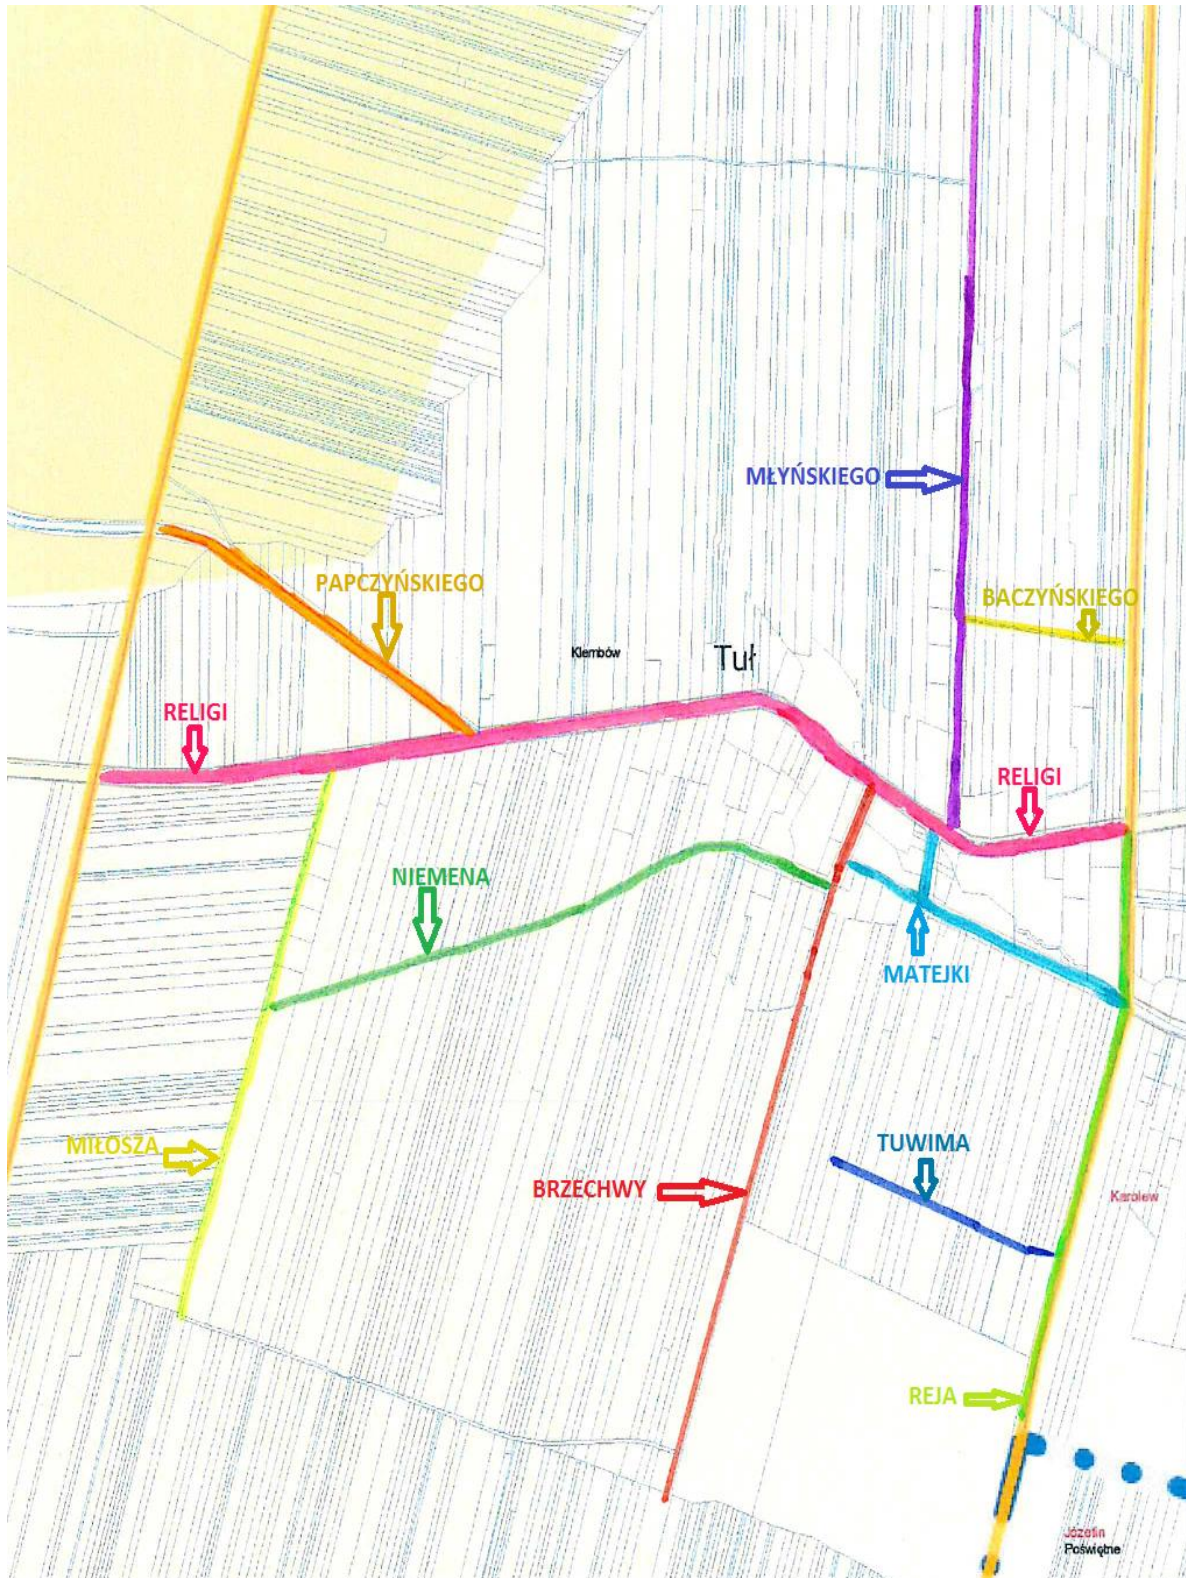 MŁYŃSKIEGO
PAPCZYŃSKIEGO
BACZYŃSKIEGO
Klembów
Tuł
RELIGI
RELIGI
NIEMENA
MATEJKI
MIŁOSZA
TUWIMA
BRZECHWY
Karolew
REJA
Józefin
Poświętne